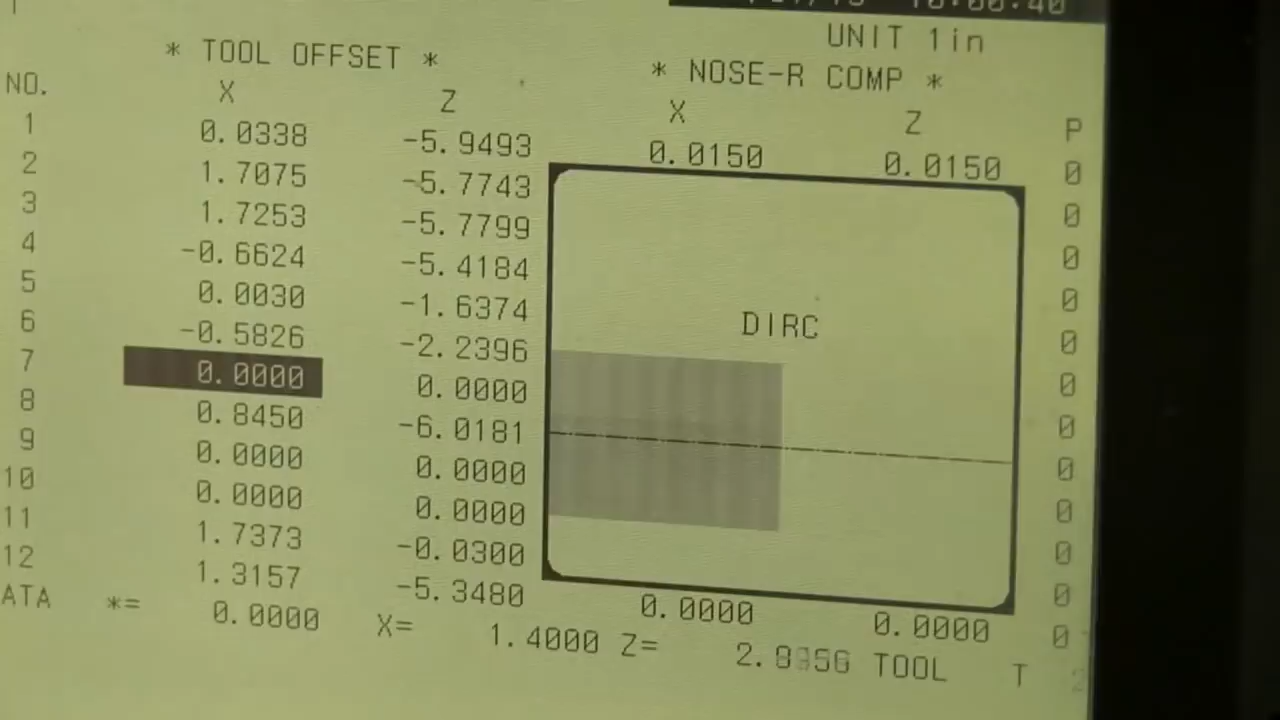 UNIT 1in
* TOOL OFFSET * * NOSE-R COMP *
NO. X Z X Z P
1 0.0338 -5.9493 0.0150 0.0150 0
2 1.7075 -5.7743 0
3 1.7253 -5.7799 0
4 -0.6624 -5.4184 0
5 0.0030 -1.6374 DIRC 0
6 -0.5826 -2.2396 0
7 0.0000 0.0000 0
8 0.8450 -6.0181 0
9 0.0000 0.0000 0
10 0.0000 0.0000 0
11 1.7373 -0.0300 0
12 1.3157 -5.3480 0.0000 0.0000 0
ATA *= 0.0000 X= 1.4000 Z= TOOL T